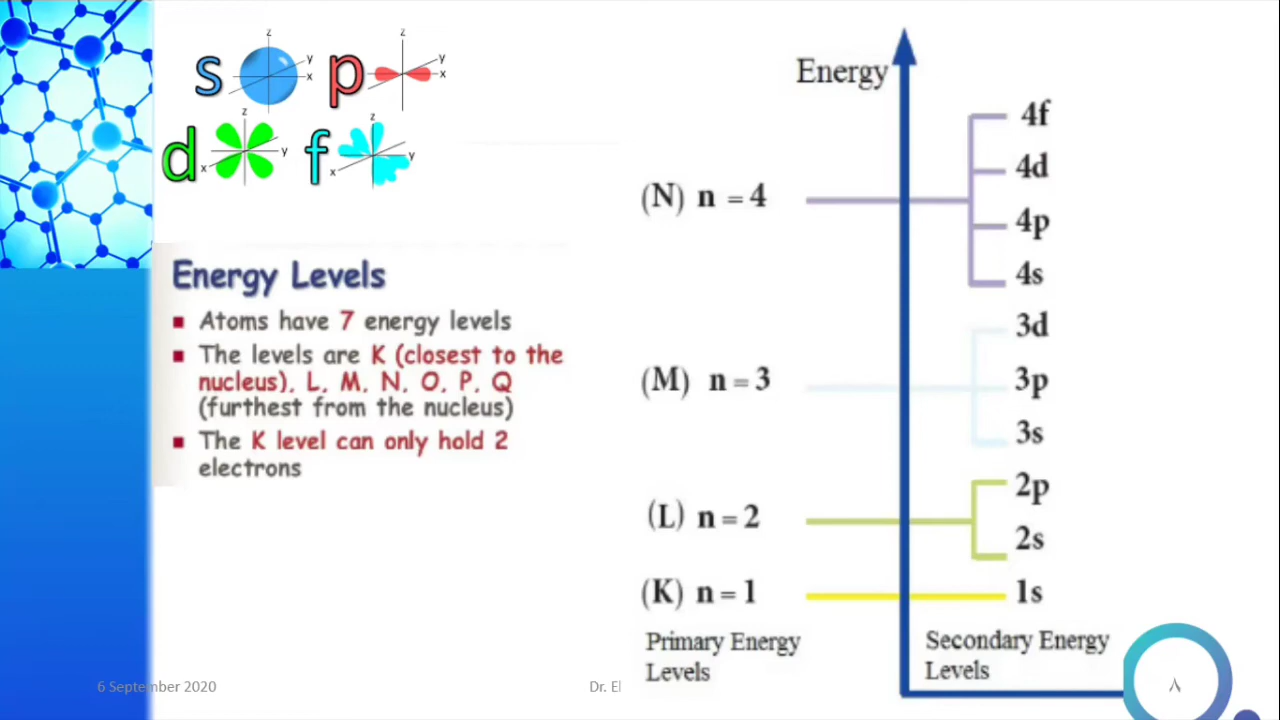 s
z
y
x
p
z
y
x
d
z
y
x
f
z
y
x
Energy Levels
Atoms have 7 energy levels
The levels are K (closest to the
nucleus), L, M, N, O, P, Q
(furthest from the nucleus)
The K level can only hold 2
electrons
Energy
4f
4d
(N) n = 4
4p
4s
3d
(M) n = 3
3p
3s
2p
(L) n = 2
2s
(K) n = 1
1s
Primary Energy
Levels
Secondary Energy
Levels
6 September 2020
Dr.
٨